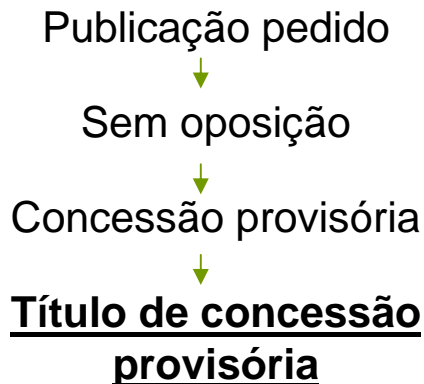 Publicação pedido
Sem oposição
Concessão provisória
Título de concessão
provisória